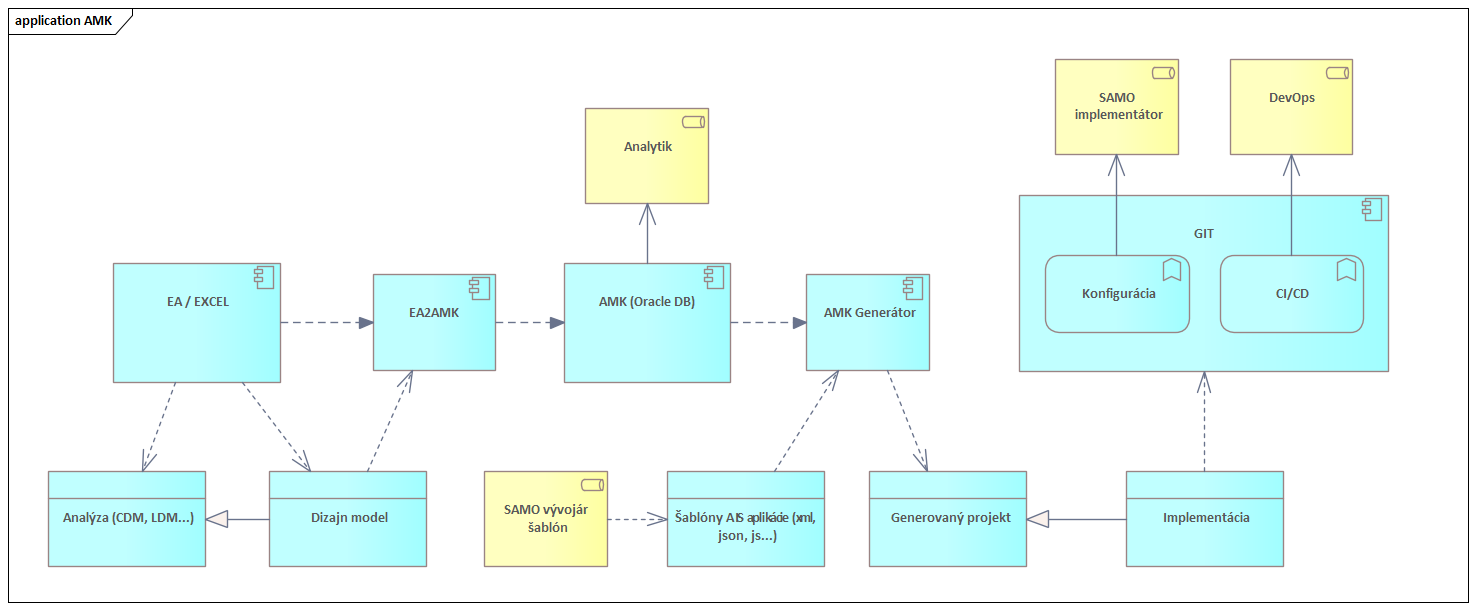 application AMK
SAMO
implementátor
DevOps
Analytik
GIT
EA / EXCEL
EA2AMK
AMK (Oracle DB)
AMK Generátor
Konfigurácia
CI/CD
Analýza (CDM, LDM...)
Dizajn model
SAMO vývojár
šablón
Šablóny AIS aplikácie (xml,
json, js...)
Generovaný projekt
Implementácia